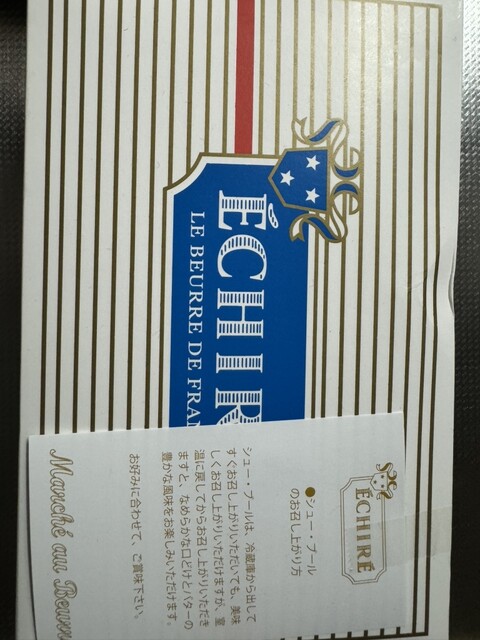 ÉCHIR
LE BEURRE DE FRAN
ÉCHIRÉ
●シュー・ブール
のお召し上がり方
シュー・ブールは、冷蔵庫から出して
すぐお召し上がりいただいても、美味
しくお召し上がりいただけますが、室
温に戻してからお召し上がりいただき
ますと、なめらかな口どけとバターの
豊かな風味をお楽しみいただけます。
お好みに合わせて、ご賞味下さい。
Marché au Beurre